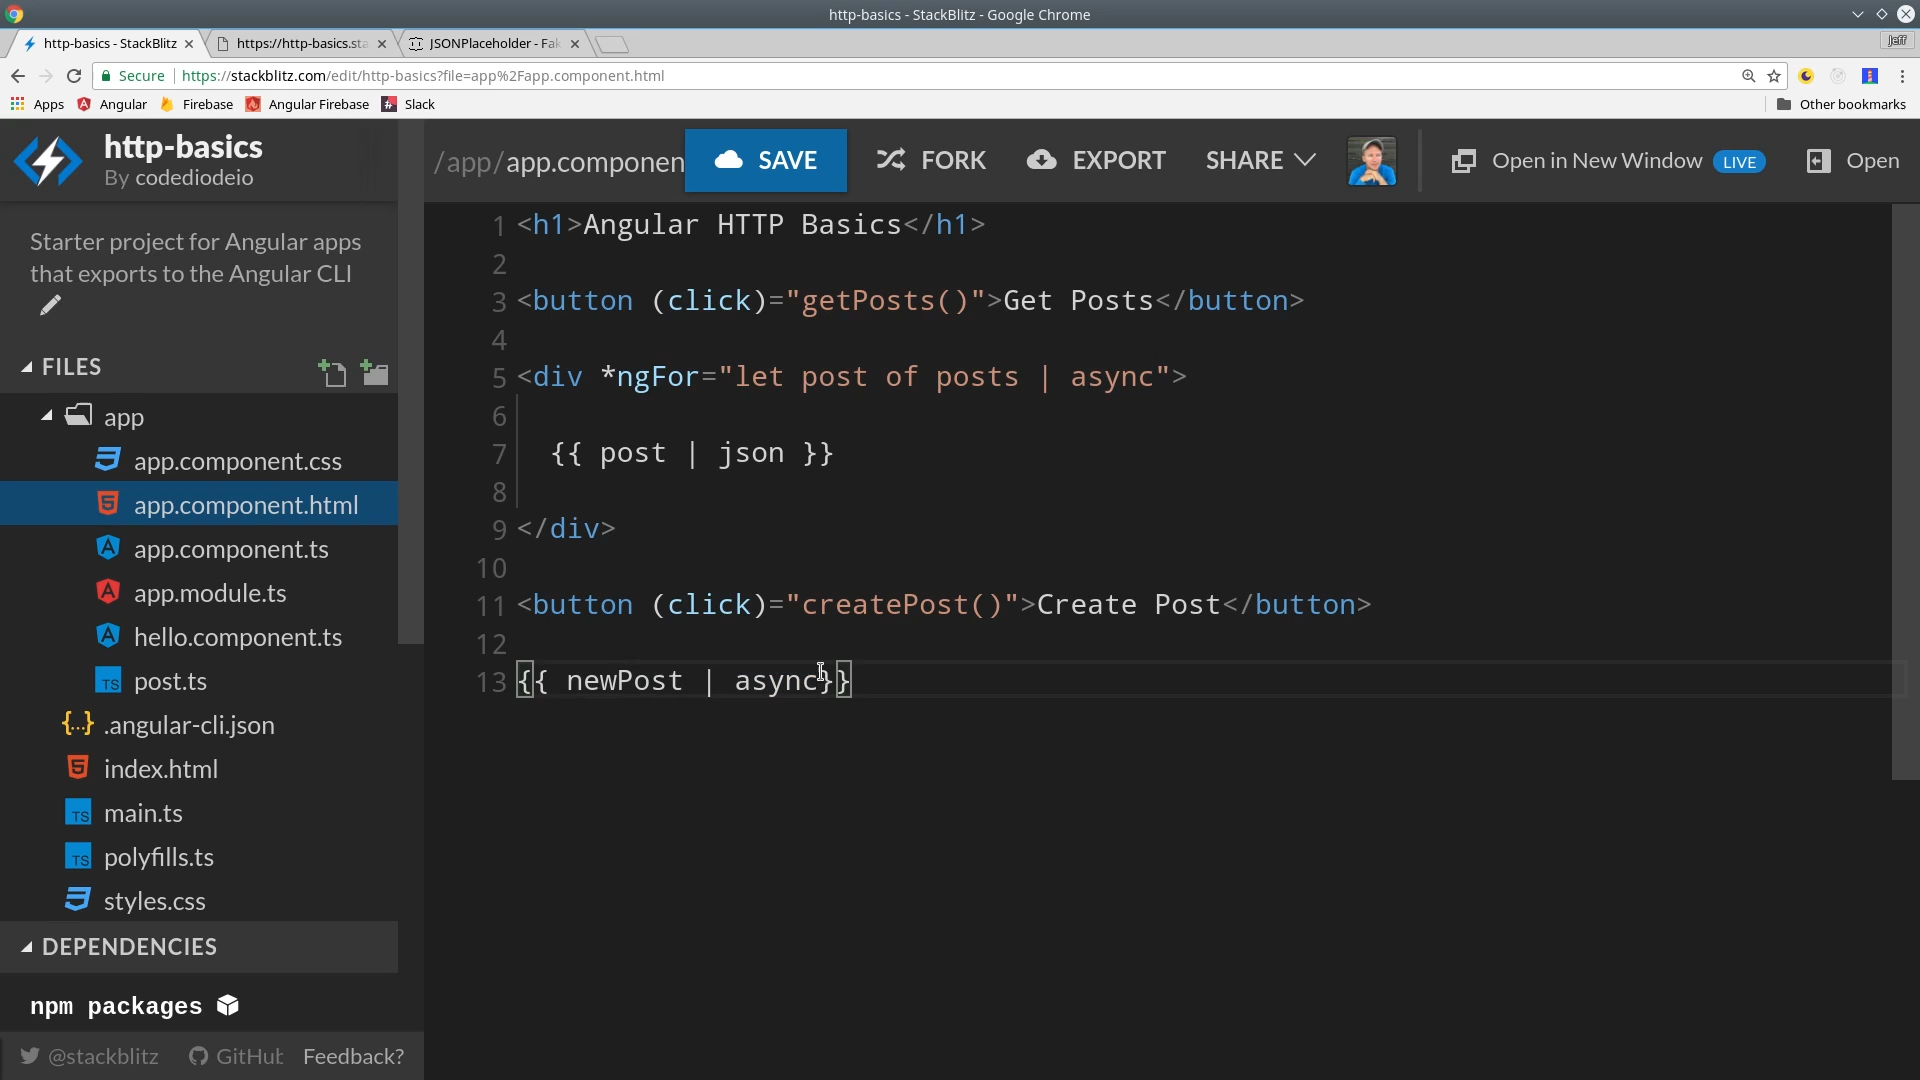 http-basics - StackBlitz - Google Chrome
http-basics - StackBlitz
https://http-basics.sta
JSONPlaceholder - Fak
Jeff
Secure
https://stackblitz.com/edit/http-basics?file=app%2Fapp.component.html
Apps
Angular
Firebase
Angular Firebase
Slack
Other bookmarks
http-basics
By codediodeio
/app/app.componen
SAVE
FORK
EXPORT
SHARE
Open in New Window
LIVE
Open
Starter project for Angular apps
that exports to the Angular CLI
FILES
app
app.component.css
app.component.html
app.component.ts
app.module.ts
hello.component.ts
TS post.ts
{...} .angular-cli.json
index.html
TS main.ts
TS polyfills.ts
styles.css
DEPENDENCIES
npm packages
@stackblitz
GitHub
Feedback?
1 <h1>Angular HTTP Basics</h1>
2
3 <button (click)="getPosts()">Get Posts</button>
4
5 <div *ngFor="let post of posts | async">
6
7 {{ post | json }}
8
9 </div>
10
11 <button (click)="createPost()">Create Post</button>
12
13 {{ newPost | async}}